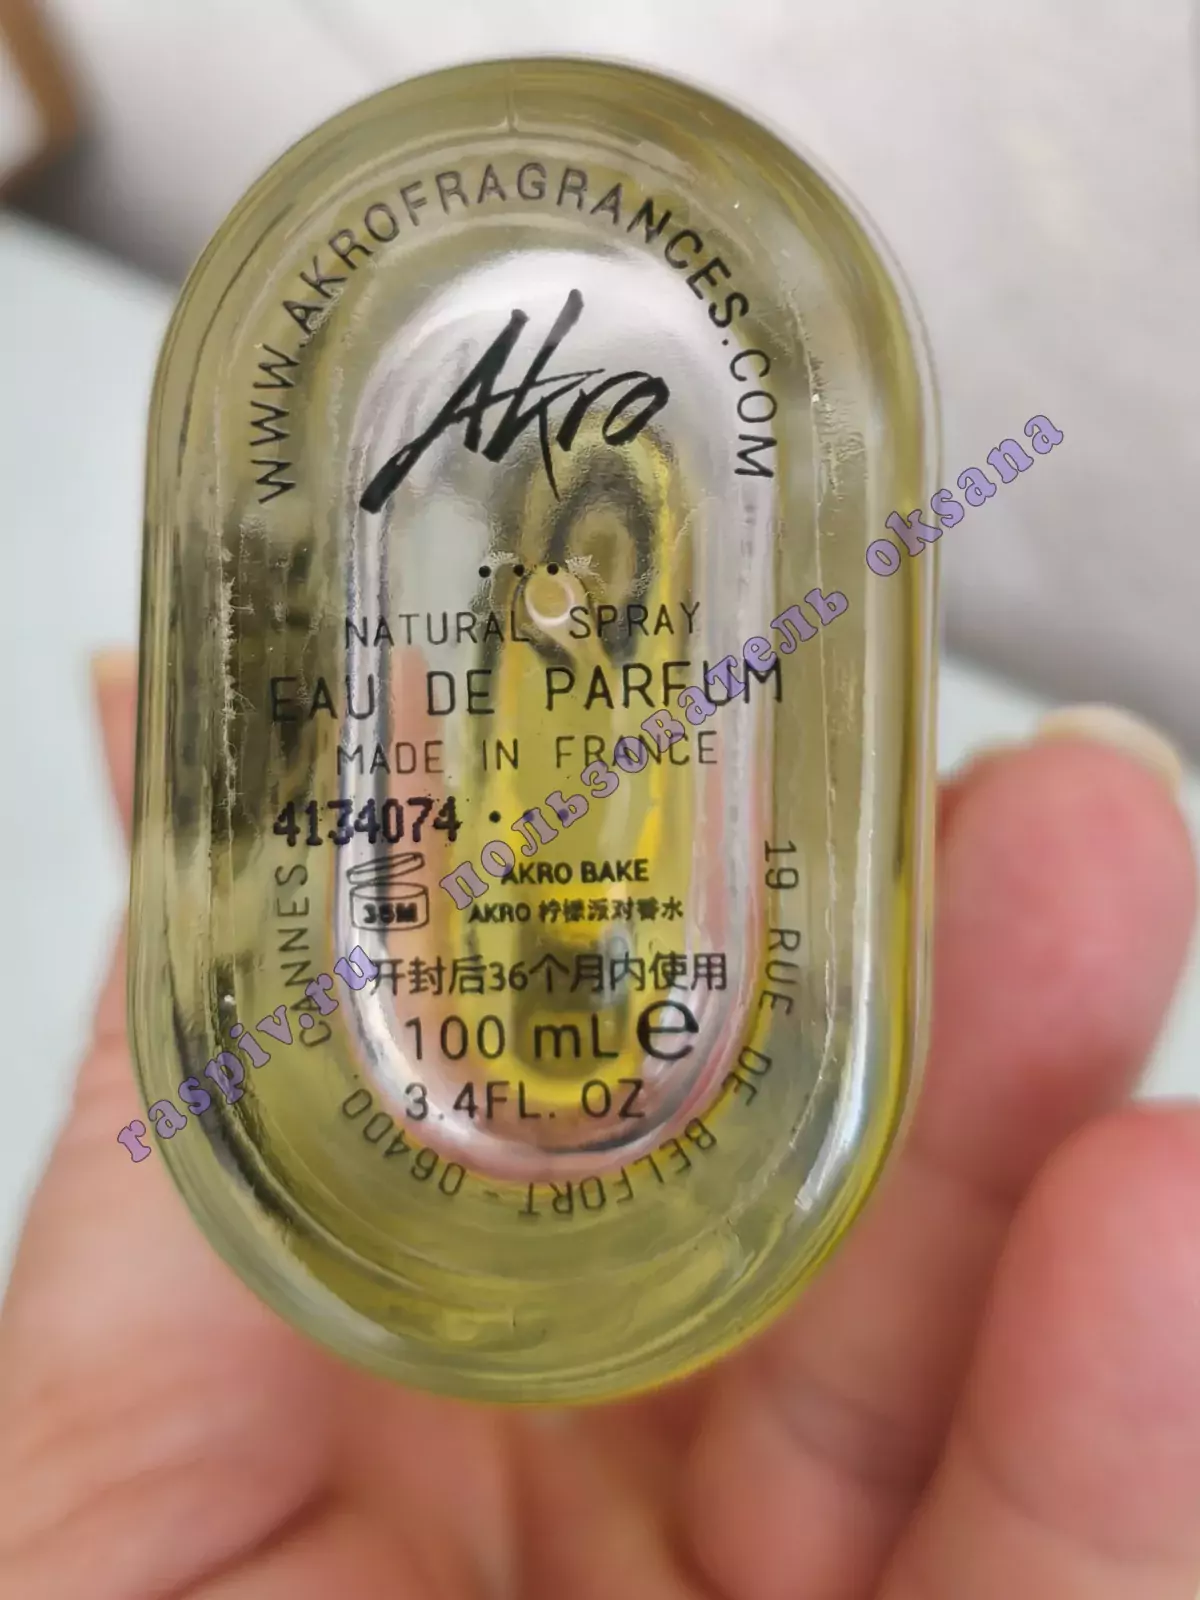 WWW.AKROFRAGRANCES.COM
Akro
NATURAL SPRAY
EAU DE PARFUM
MADE IN FRANCE
4134074
36M
AKRO BAKE
AKRO 柠檬派对香水
开封后36个月内使用
100 mL e
3.4FL. OZ
19 RUE DE BELFORT - 06400. CANNES
raspiv.ru пользователь oksana